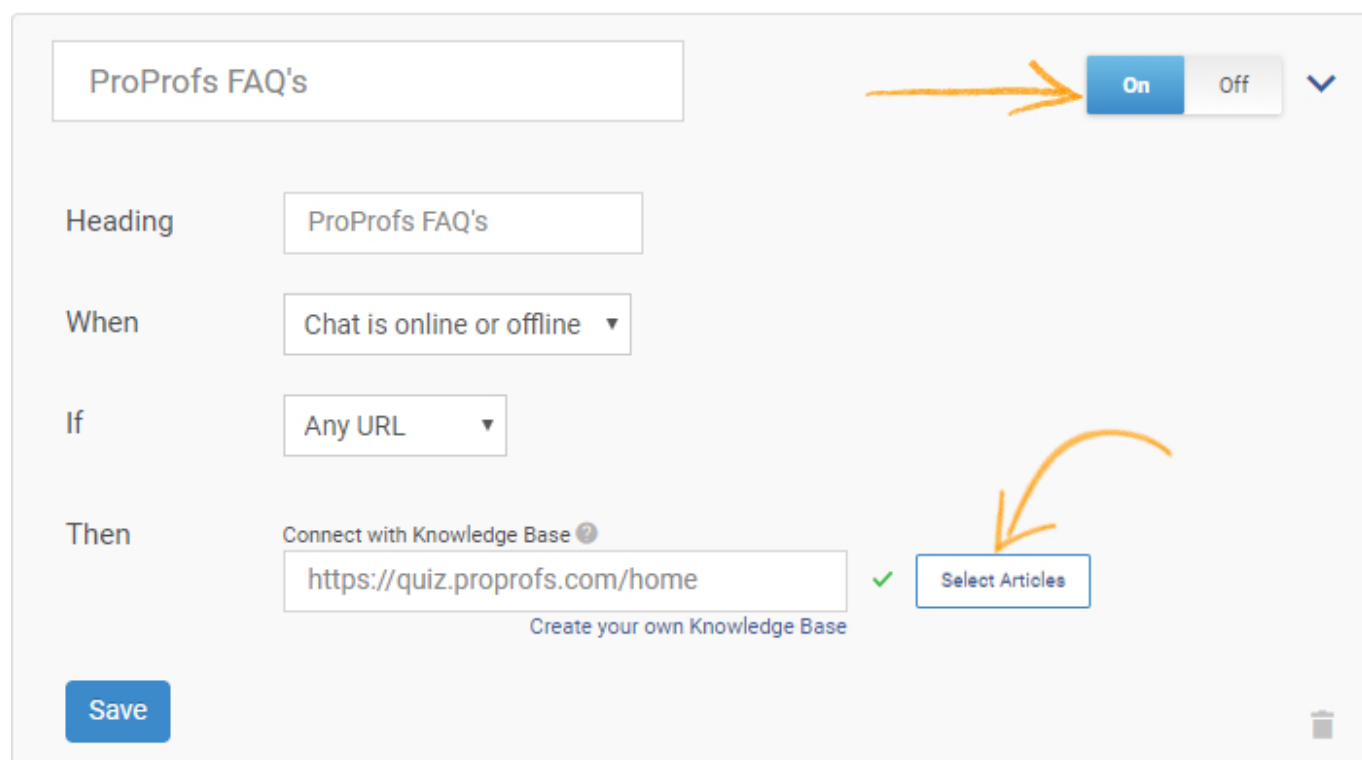 ProProfs FAQ's
On Off
Heading ProProfs FAQ's
When Chat is online or offline
If Any URL
Then Connect with Knowledge Base ?
https://quiz.proprofs.com/home Select Articles
Create your own Knowledge Base
Save